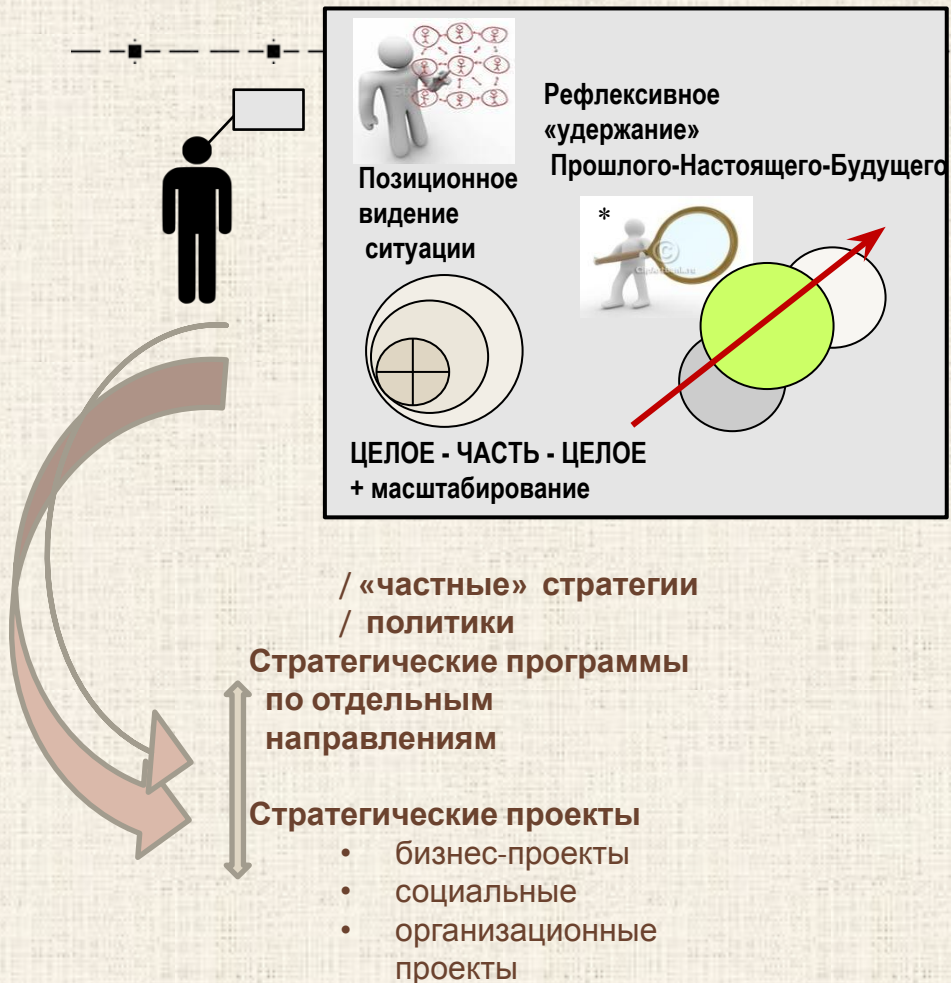 Позиционное
видение
ситуации
Рефлексивное
«удержание»
Прошлого-Настоящего-Будущего
*
ЦЕЛОЕ - ЧАСТЬ - ЦЕЛОЕ
+ масштабирование
/ «частные» стратегии
/ политики
Стратегические программы
по отдельным
направлениям
Стратегические проекты
• бизнес-проекты
• социальные
• организационные
проекты